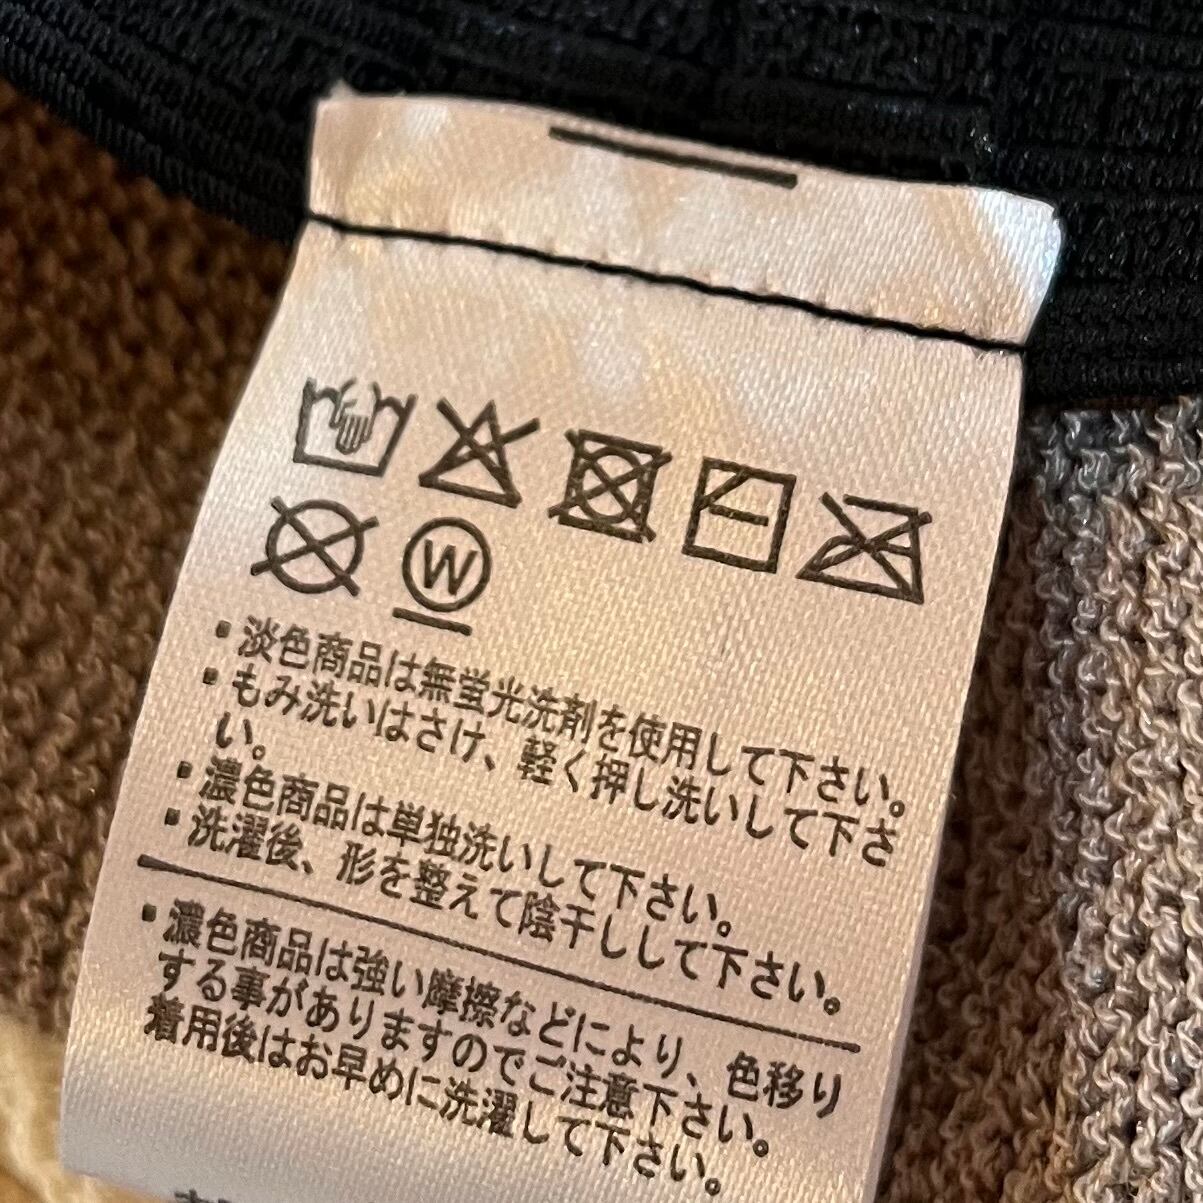 W
・淡色商品は無蛍光洗剤を使用して下さい。
・もみ洗いはさけ、軽く押し洗いして下さ
い。
・濃色商品は単独洗いして下さい。
・洗濯後、形を整えて陰干しして下さい。
・濃色商品は強い摩擦などにより、色移り
する事がありますのでご注意下さい。
着用後はお早めに洗濯して下さい。